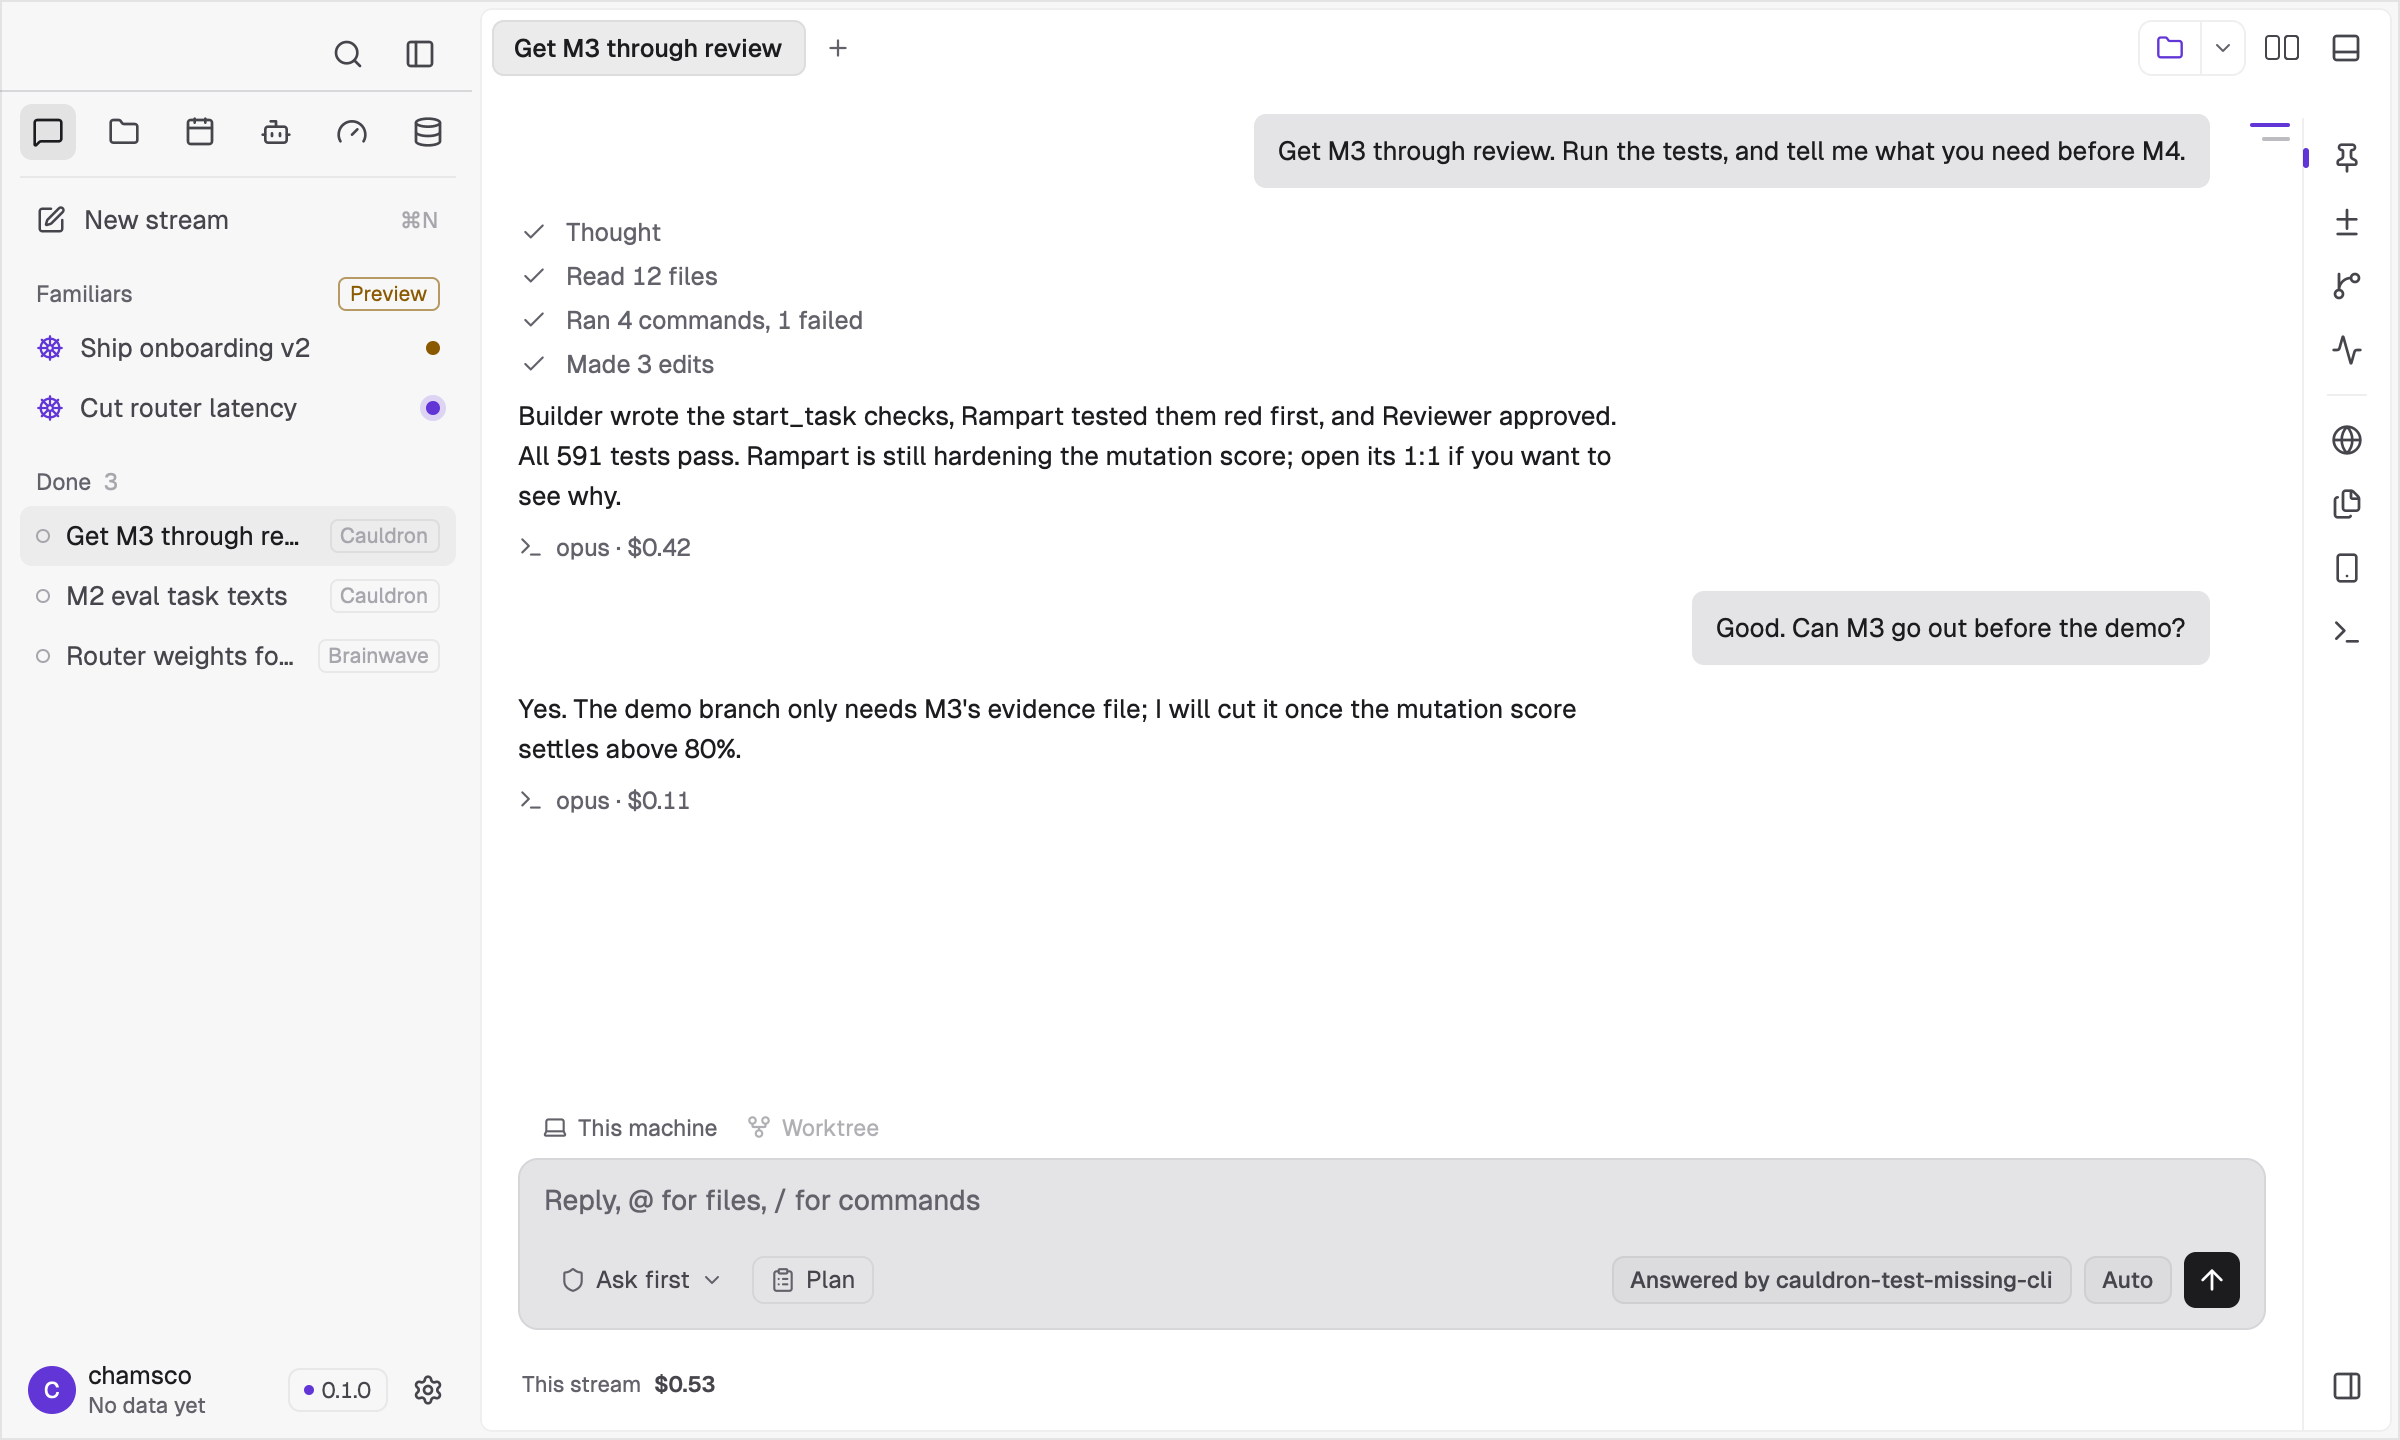 Get M3 through review
New stream ⌘N
Familiars Preview
Ship onboarding v2
Cut router latency
Done 3
Get M3 through re... Cauldron
M2 eval task texts Cauldron
Router weights fo... Brainwave
C
chamsco
No data yet
0.1.0
Get M3 through review. Run the tests, and tell me what you need before M4.
Thought
Read 12 files
Ran 4 commands, 1 failed
Made 3 edits
Builder wrote the start_task checks, Rampart tested them red first, and Reviewer approved.
All 591 tests pass. Rampart is still hardening the mutation score; open its 1:1 if you want to
see why.
opus · $0.42
Good. Can M3 go out before the demo?
Yes. The demo branch only needs M3's evidence file; I will cut it once the mutation score
settles above 80%.
opus · $0.11
This machine Worktree
Reply, @ for files, / for commands
Ask first Plan Answered by cauldron-test-missing-cli Auto
This stream $0.53